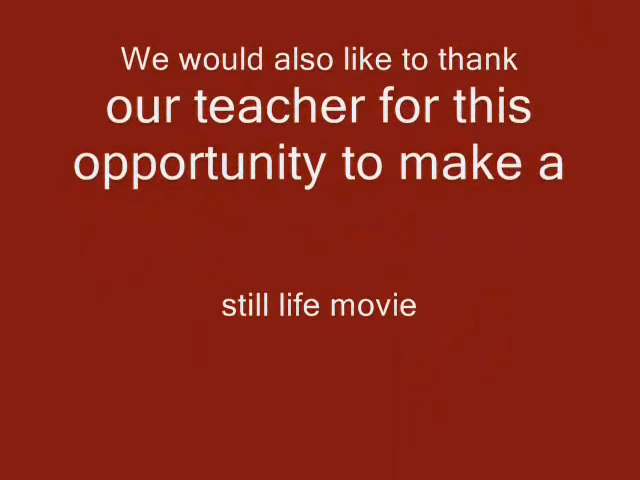 We would also like to thank
our teacher for this
opportunity to make a
still life movie